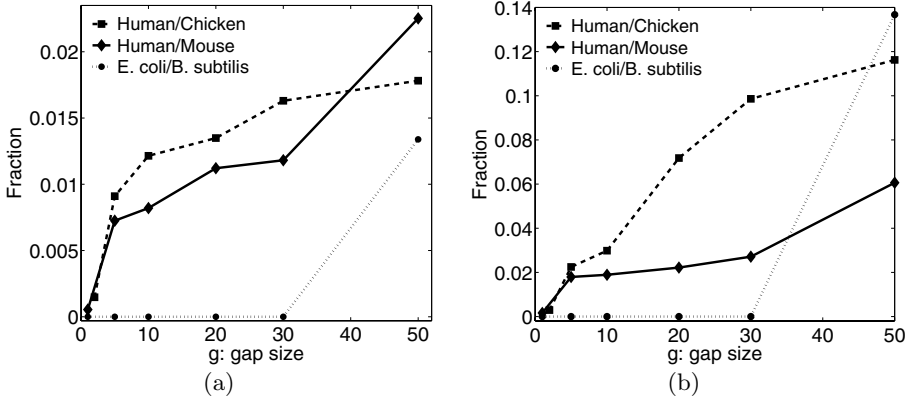 Human/Chicken
Human/Mouse
E. coli/B. subtilis
Fraction
0.02
0.015
0.01
0.005
0
0 10 20 30 40 50
g: gap size
(a)
Human/Chicken
Human/Mouse
E. coli/B. subtilis
Fraction
0.14
0.12
0.1
0.08
0.06
0.04
0.02
0
0 10 20 30 40 50
g: gap size
(b)